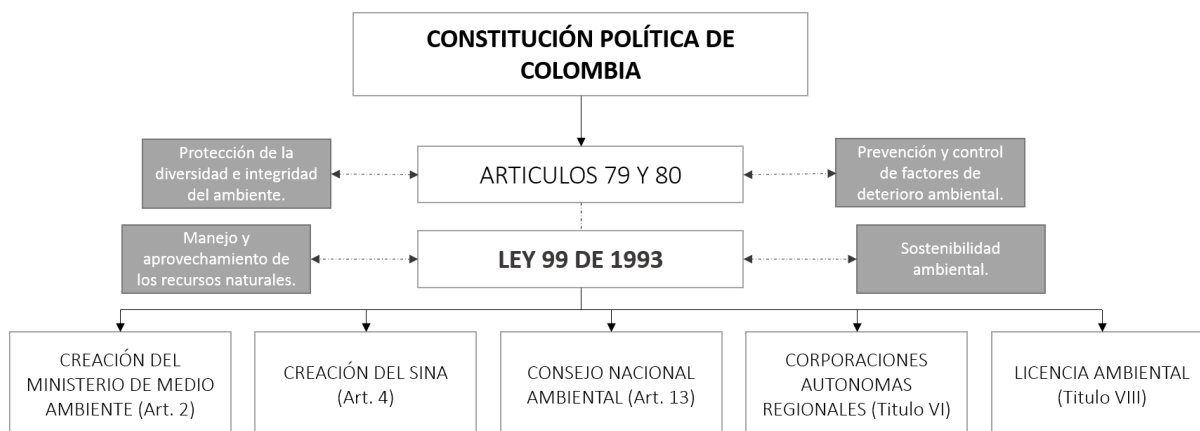 CONSTITUCIÓN POLÍTICA DE
COLOMBIA
Protección de la
diversidad e integridad
del ambiente.
ARTICULOS 79 Y 80
Prevención y control
de factores de
deterioro ambiental.
Manejo y
aprovechamiento de
los recursos naturales.
LEY 99 DE 1993
Sostenibilidad
ambiental.
CREACIÓN DEL
MINISTERIO DE MEDIO
AMBIENTE (Art. 2)
CREACIÓN DEL SINA
(Art. 4)
CONSEJO NACIONAL
AMBIENTAL (Art. 13)
CORPORACIONES
AUTONOMAS
REGIONALES (Titulo VI)
LICENCIA AMBIENTAL
(Titulo VIII)